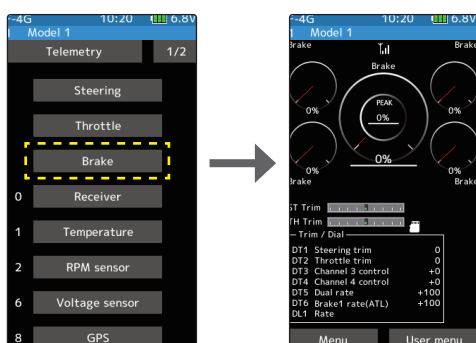 -4G 10:20 6.8V
1 Model 1
Telemetry 1/2
Steering
Throttle
Brake
0 Receiver
1 Temperature
2 RPM sensor
6 Voltage sensor
8 GPS
-4G 10:20 6.8V
1 Model 1
Brake Brake
Brake
PEAK
0% 0% 0%
0%
0% 0%
Brake Brake
ST Trim
TH Trim
Trim / Dial
DT1 Steering trim 0
DT2 Throttle trim 0
DT3 Channel 3 control +0
DT4 Channel 4 control +0
DT5 Dual rate +100
DT6 Brake1 rate(ATL) +100
DL1 Rate
Menu User menu